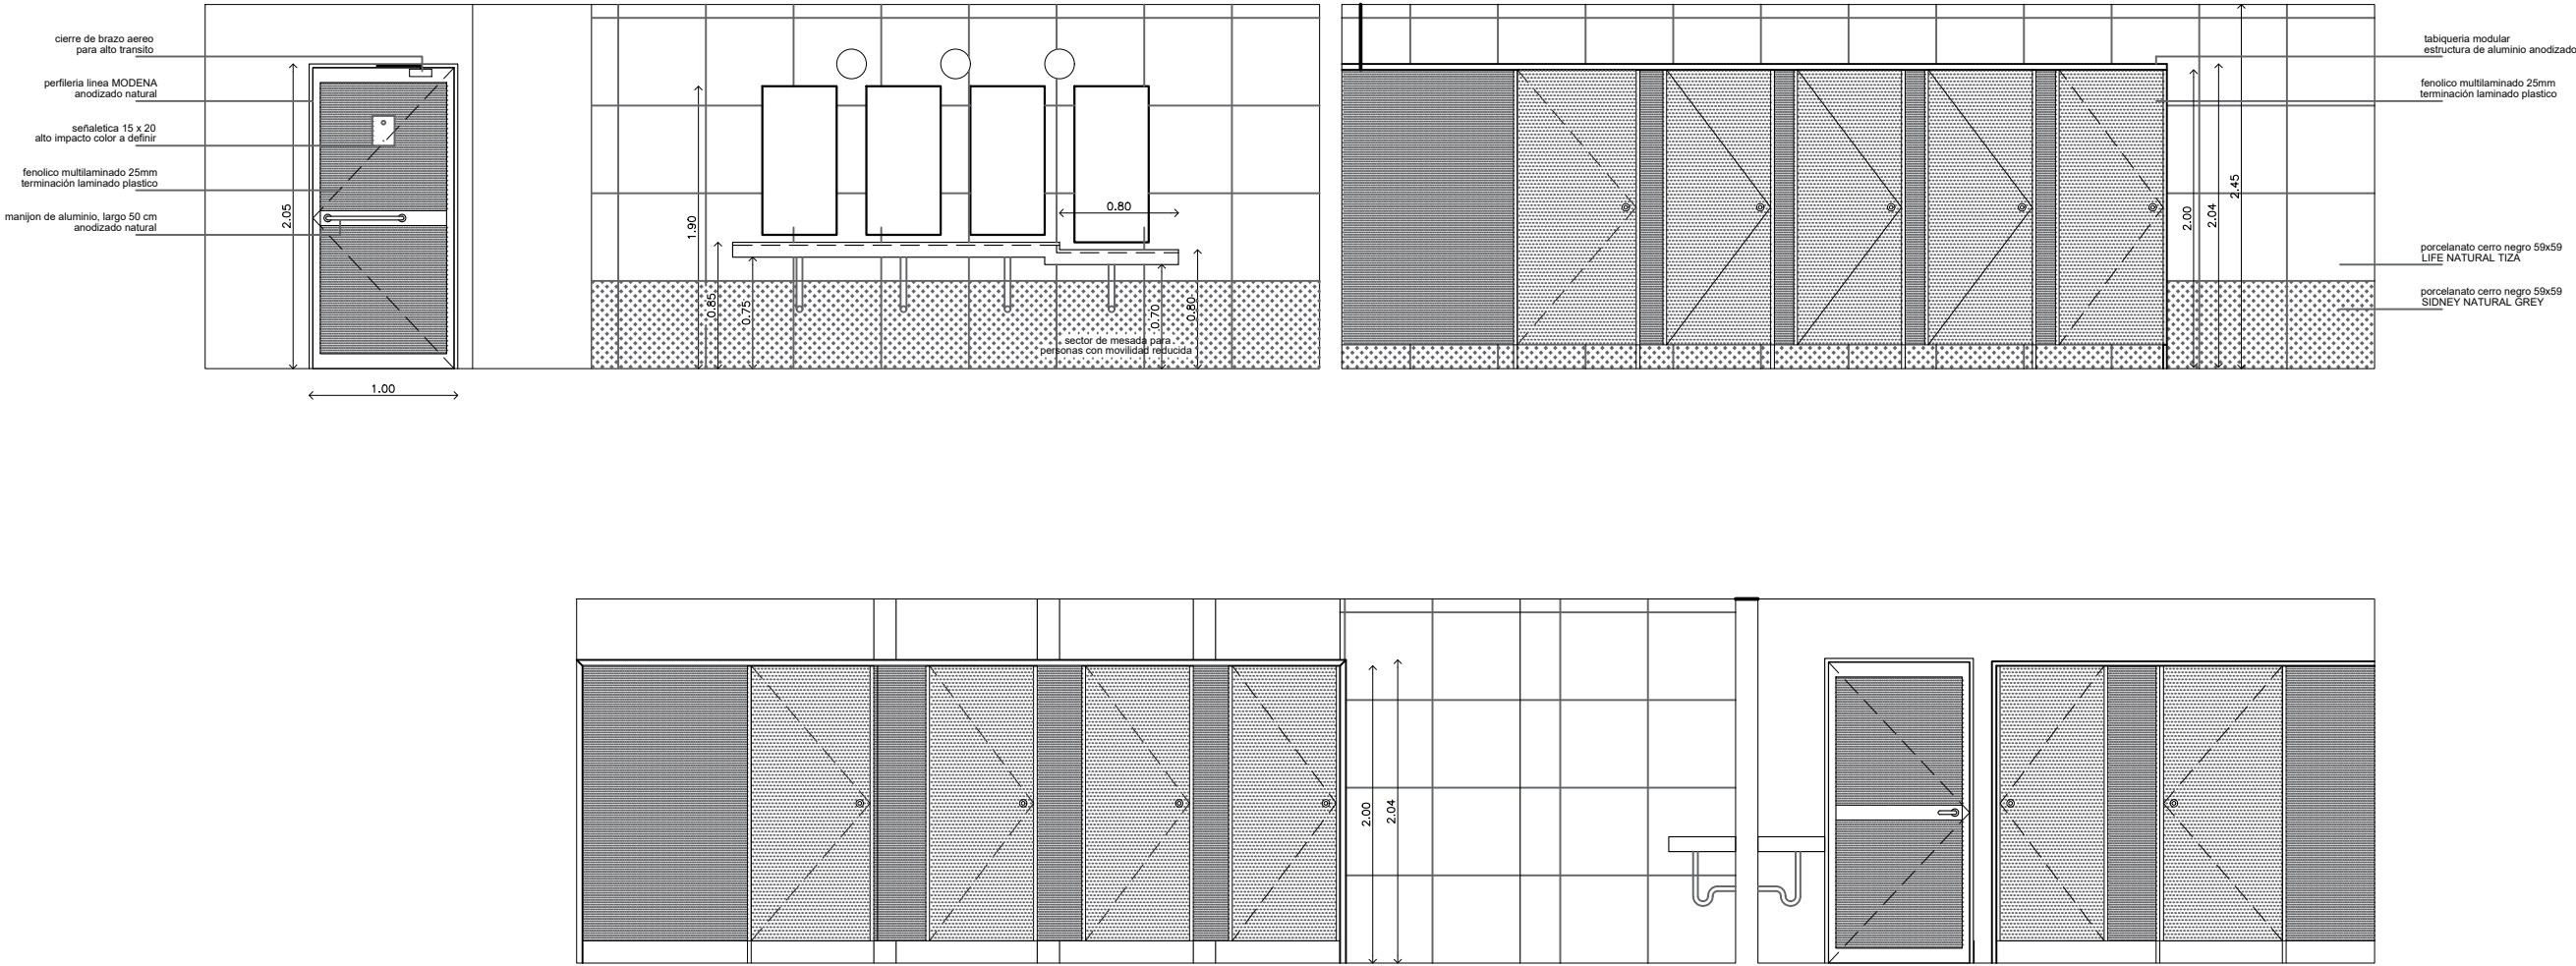 cierre de brazo aereo
para alto transito
perfileria linea MODENA
anodizado natural
señaletica 15 x 20
alto impacto color a definir
fenolico multilaminado 25mm
terminación laminado plastico
manijon de aluminio, largo 50 cm
anodizado natural
2.05
1.00
1.90
0.85
0.75
0.80
0.70
0.80
sector de mesada para
personas con movilidad reducida
2.00
2.04
2.45
tabiqueria modular
estructura de aluminio anodizado
fenolico multilaminado 25mm
terminación laminado plastico
porcelanato cerro negro 59x59
LIFE NATURAL TIZA
porcelanato cerro negro 59x59
SIDNEY NATURAL GREY
2.00
2.04